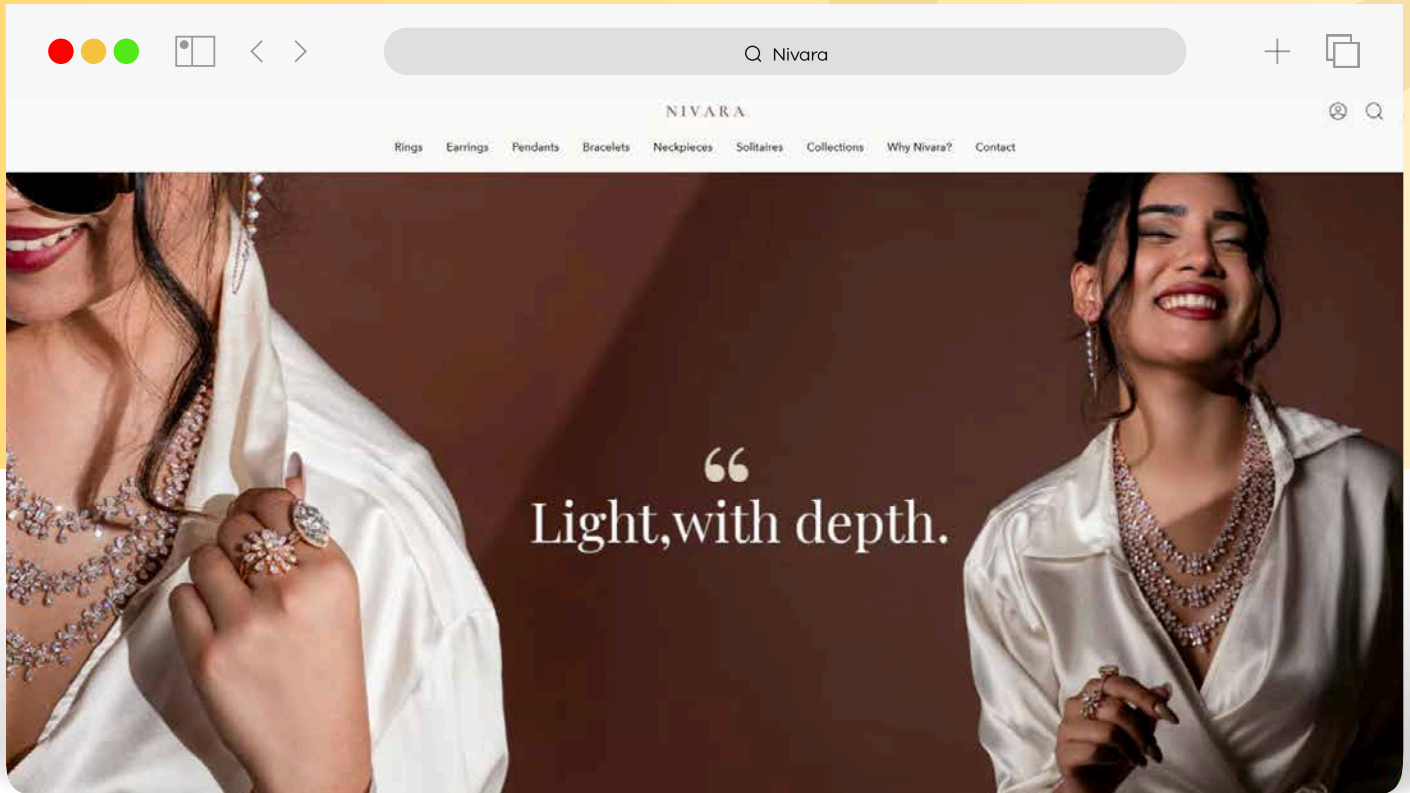 Nivara
NIVARA
Rings Earrings Pendants Bracelets Neckpieces Solitaires Collections Why Nivara? Contact
“
Light,with depth.